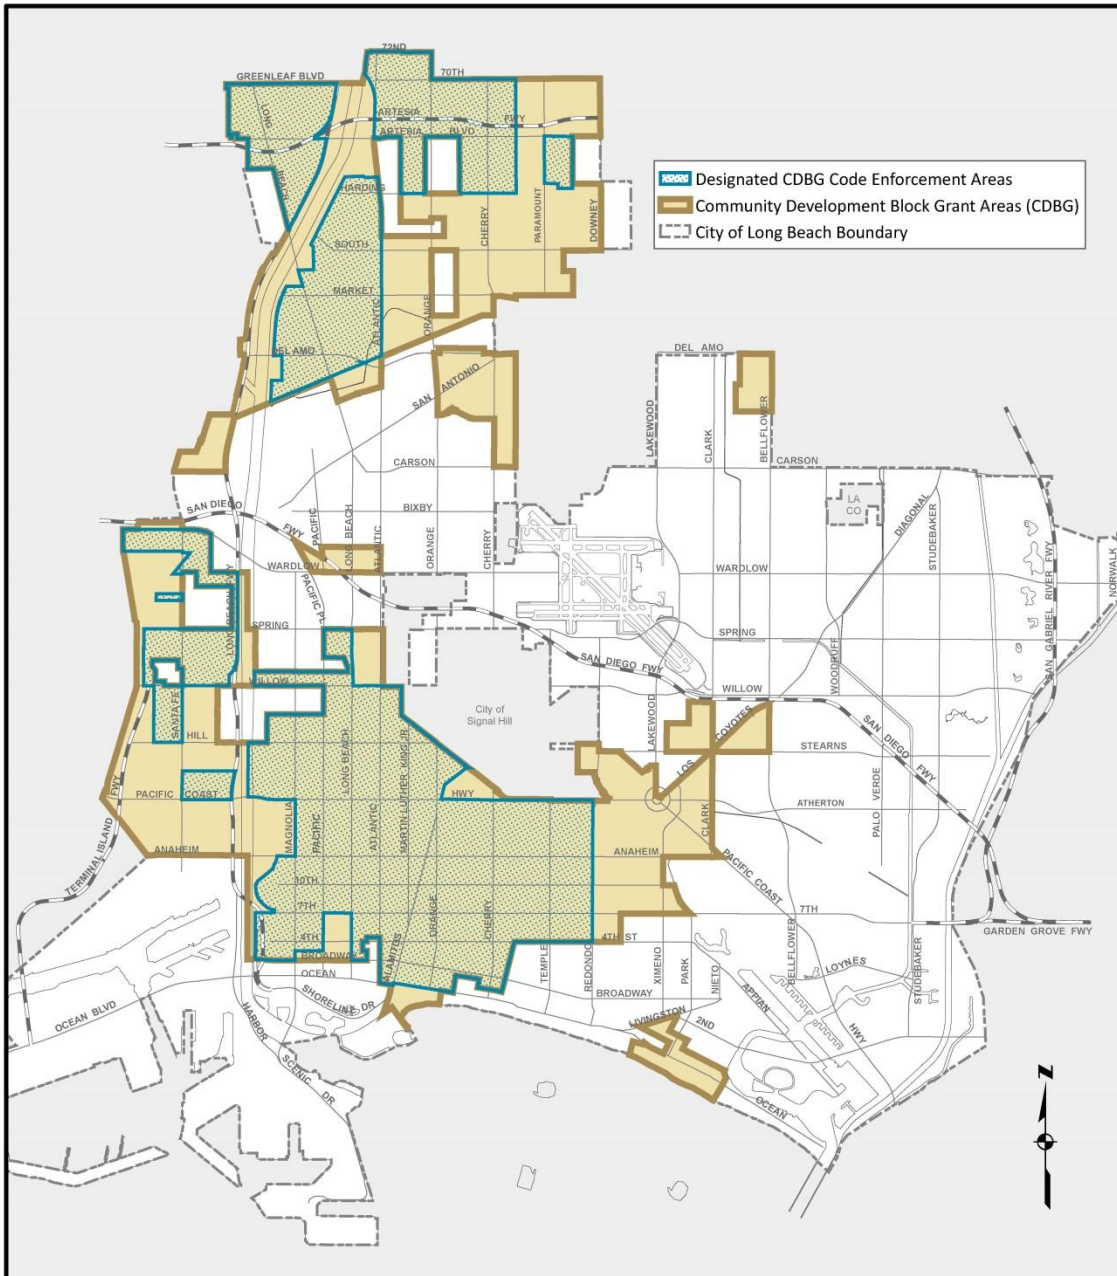 72ND
70TH
GREENLEAF BLVD
LONG
BEACH
ARTESIA
FWY
ARTESIA
BLVD
HARDING
CHERRY
PARAMOUNT
DOWNEY
SOUTH
MARKET
ATLANTIC
ORANGE
DEL AMO
Designated CDBG Code Enforcement Areas
Community Development Block Grant Areas (CDBG)
City of Long Beach Boundary
SAN ANTONIO
DEL AMO
LAKEWOOD
CLARK
BELLFLOWER
CARSON
CARSON
SAN DIEGO
FWY
BIXBY
PACIFIC
LONG BEACH
ATLANTIC
ORANGE
CHERRY
LA
CO
DIAGONAL
STUDEBAKER
SAN GABRIEL RIVER FWY
NORWALK
WARDLOW
WARDLOW
PACIFIC PL
LONG BEACH FWY
SPRING
SPRING
SAN DIEGO FWY
WOODRUFF
WILLOW
WILLOW
SANTA FE
HILL
City of
Signal Hill
LAKEWOOD
LOS
COYOTES
STEARNS
SAN DIEGO
FWY
LONG BEACH
MARTIN LUTHER KING JR
FWY
PACIFIC COAST
HWY
MAGNOLIA
PACIFIC
ATLANTIC
CLARK
ATHERTON
PALO VERDE
TERMINAL ISLAND
ANAHEIM
ANAHEIM
PACIFIC COAST
10TH
7TH
7TH
ORANGE
CHERRY
4TH
4TH ST
GARDEN GROVE FWY
BROADWAY
ALAMITOS
TEMPLE
REDONDO
XIMENO
PARK
NIETO
BELLFLOWER
LOYNES
STUDEBAKER
OCEAN
BROADWAY
APPIAN
OCEAN BLVD
SHORELINE DR
LIVINGSTON
2ND
HWY
HARBOR
SCENIC
DR
OCEAN
N